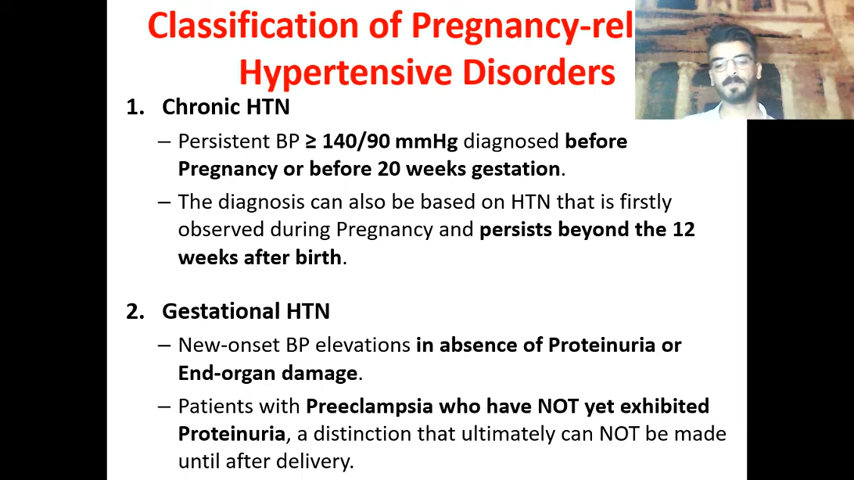 Classification of Pregnancy-rel
Hypertensive Disorders
1. Chronic HTN
– Persistent BP ≥ 140/90 mmHg diagnosed before
Pregnancy or before 20 weeks gestation.
– The diagnosis can also be based on HTN that is firstly
observed during Pregnancy and persists beyond the 12
weeks after birth.
2. Gestational HTN
– New-onset BP elevations in absence of Proteinuria or
End-organ damage.
– Patients with Preeclampsia who have NOT yet exhibited
Proteinuria, a distinction that ultimately can NOT be made
until after delivery.